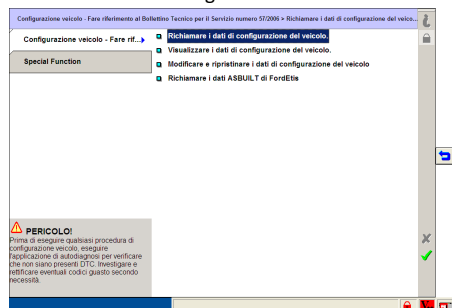 Configurazione veicolo - Fare riferimento al Bollettino Tecnico per il Servizio numero 57/2006 > Richiamare i dati di configurazione del veico...
Configurazione veicolo - Fare rif...
Special Function
Richiamare i dati di configurazione del veicolo.
Visualizzare i dati di configurazione del veicolo.
Modificare e ripristinare i dati di configurazione del veicolo
Richiamare i dati ASBUILT di FordEtis
PERICOLO!
Prima di eseguire qualsiasi procedura di
configurazione veicolo, eseguire
l'applicazione di autodiagnosi per verificare
che non siano presenti DTC. Investigare e
rettificare eventuali codici guasto secondo
necessità.